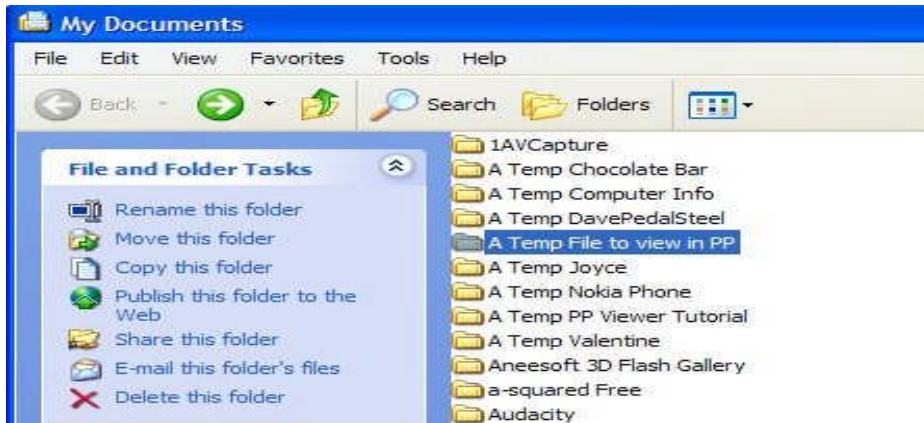 My Documents
File Edit View Favorites Tools Help
Back Search Folders
File and Folder Tasks
Rename this folder
Move this folder
Copy this folder
Publish this folder to the
Web
Share this folder
E-mail this folder's files
Delete this folder
1AVCapture
A Temp Chocolate Bar
A Temp Computer Info
A Temp DavePedalSteel
A Temp File to view in PP
A Temp Joyce
A Temp Nokia Phone
A Temp PP Viewer Tutorial
A Temp Valentine
Aneesoft 3D Flash Gallery
a-squared Free
Audacity